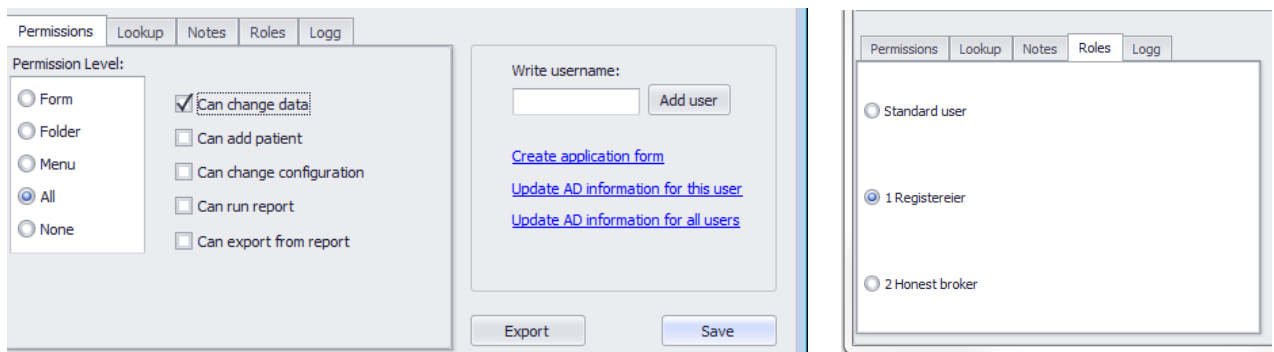 Permissions Lookup Notes Roles Logg
Permission Level:
Form
Folder
Menu
All
None
Can change data
Can add patient
Can change configuration
Can run report
Can export from report
Write username:
Add user
Create application form
Update AD information for this user
Update AD information for all users
Export Save
Permissions Lookup Notes Roles Logg
Standard user
1 Registereier
2 Honest broker